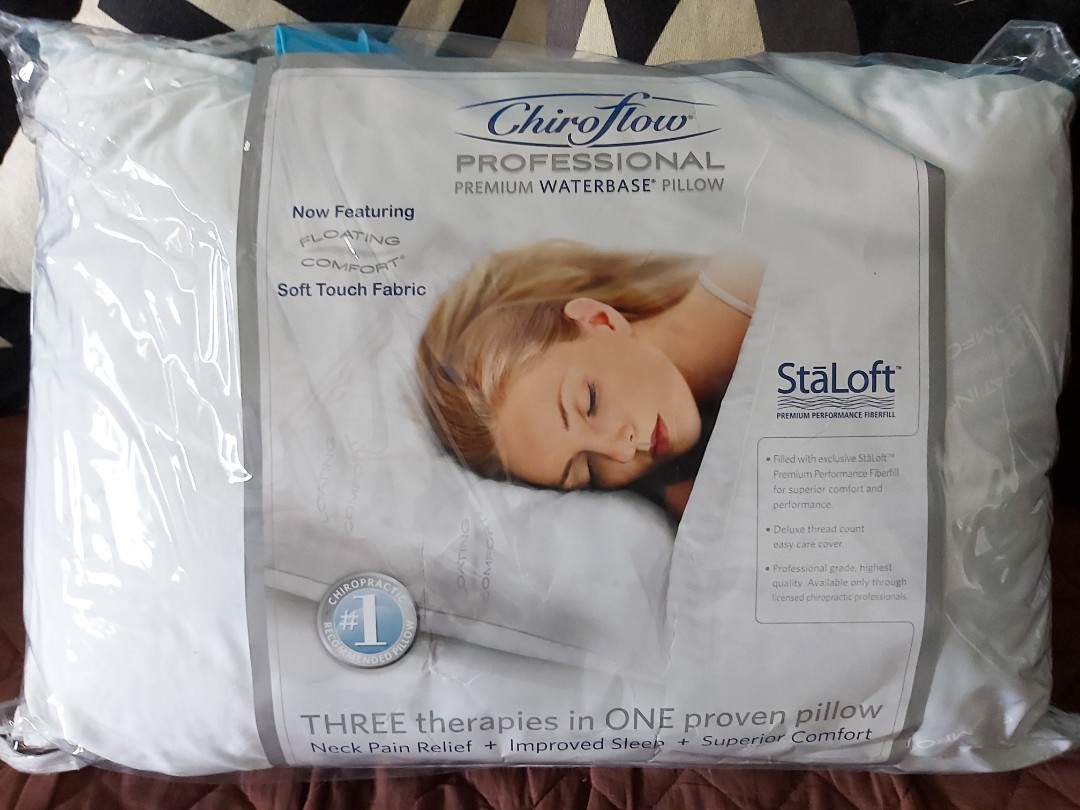 Chiroflow®
PROFESSIONAL
PREMIUM WATERBASE® PILLOW
Now Featuring
FLOATING
COMFORT®
Soft Touch Fabric
StāLoft™
PREMIUM PERFORMANCE FIBERFILL
• Filled with exclusive StāLoft™
Premium Performance Fiberfill
for superior comfort and
performance.
• Deluxe thread count
easy care cover.
• Professional grade, highest
quality. Available only through
licensed chiropractic professionals.
CHIROPRACTIC
#1
RECOMMENDED PILLOW
THREE therapies in ONE proven pillow
Neck Pain Relief + Improved Sleep + Superior Comfort